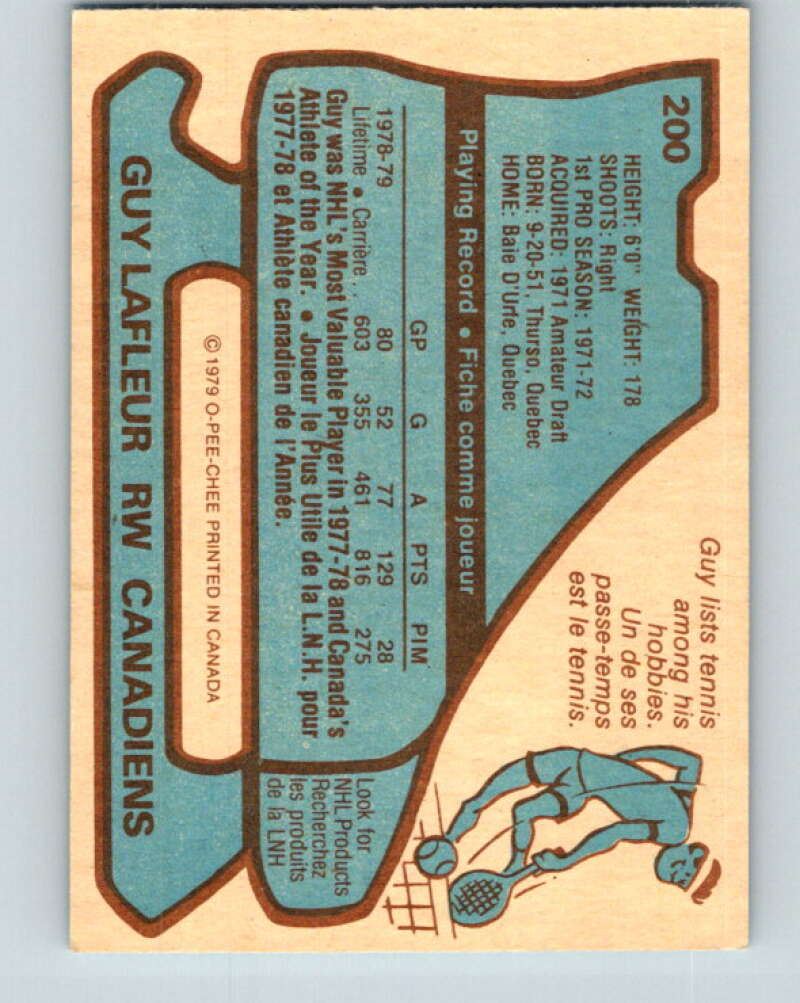 200
HEIGHT: 6'0" WEIGHT: 178
SHOOTS: Right
1st PRO SEASON: 1971-72
ACQUIRED: 1971 Amateur Draft
BORN: 9-20-51, Thurso, Quebec
HOME: Baie D'Urfe, Quebec
Guy lists tennis
among his
hobbies.
Un de ses
passe-temps
est le tennis.
Playing Record • Fiche comme joueur
GP G A PTS PIM
1978-79 80 52 77 129 28
Lifetime • Carrière . . 603 355 461 816 275
Guy was NHL's Most Valuable Player in 1977-78 and Canada's
Athlete of the Year. • Joueur le Plus Utile de la L.N.H. pour
1977-78 et Athlète canadien de l'Année.
Look for
NHL Products
Recherchez
les produits
de la LNH
© 1979 O-PEE-CHEE PRINTED IN CANADA
GUY LAFLEUR RW CANADIENS